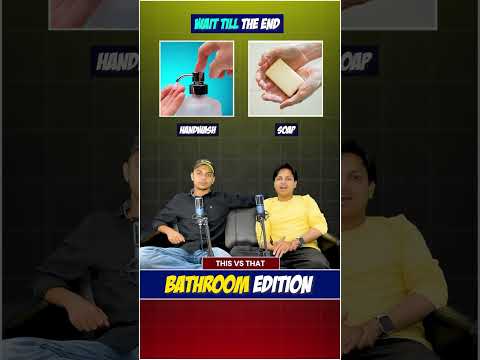 WAIT TILL THE END
HANDWASH
SOAP
THIS VS THAT
BATHROOM EDITION